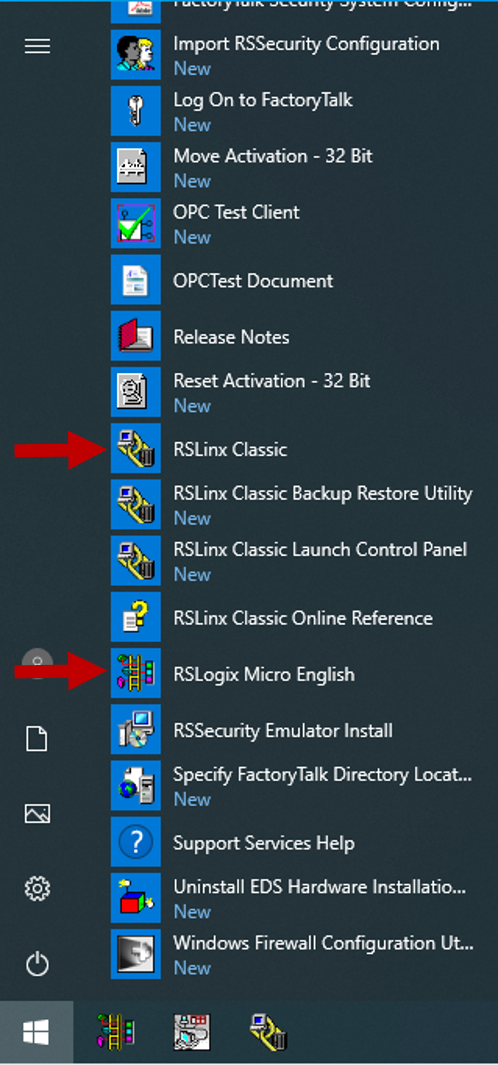 FactoryTalk Security System Config...
Import RSSecurity Configuration
New
Log On to FactoryTalk
New
Move Activation - 32 Bit
New
OPC Test Client
New
OPCTest Document
Release Notes
Reset Activation - 32 Bit
New
RSLinx Classic
RSLinx Classic Backup Restore Utility
New
RSLinx Classic Launch Control Panel
New
RSLinx Classic Online Reference
RSLogix Micro English
RSSecurity Emulator Install
Specify FactoryTalk Directory Locat...
New
Support Services Help
Uninstall EDS Hardware Installatio...
New
Windows Firewall Configuration Ut...
New